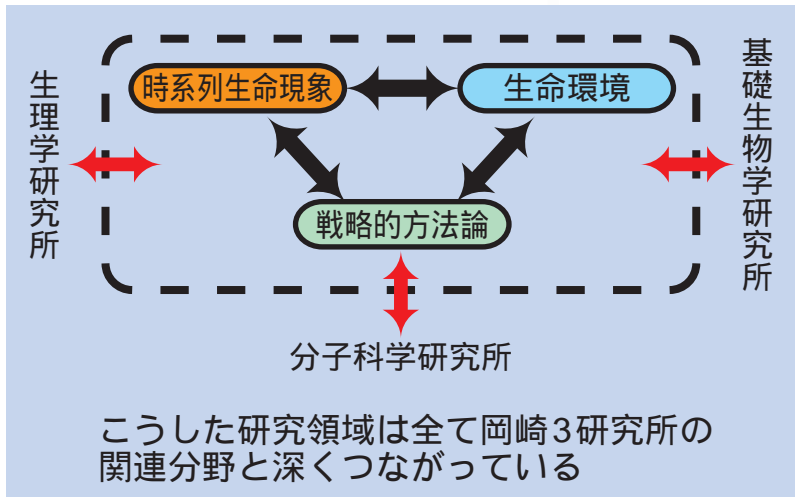 時系列生命現象
生命環境
生理学研究所
基礎生物学研究所
戦略的方法論
分子科学研究所
こうした研究領域は全て岡崎3研究所の
関連分野と深くつながっている